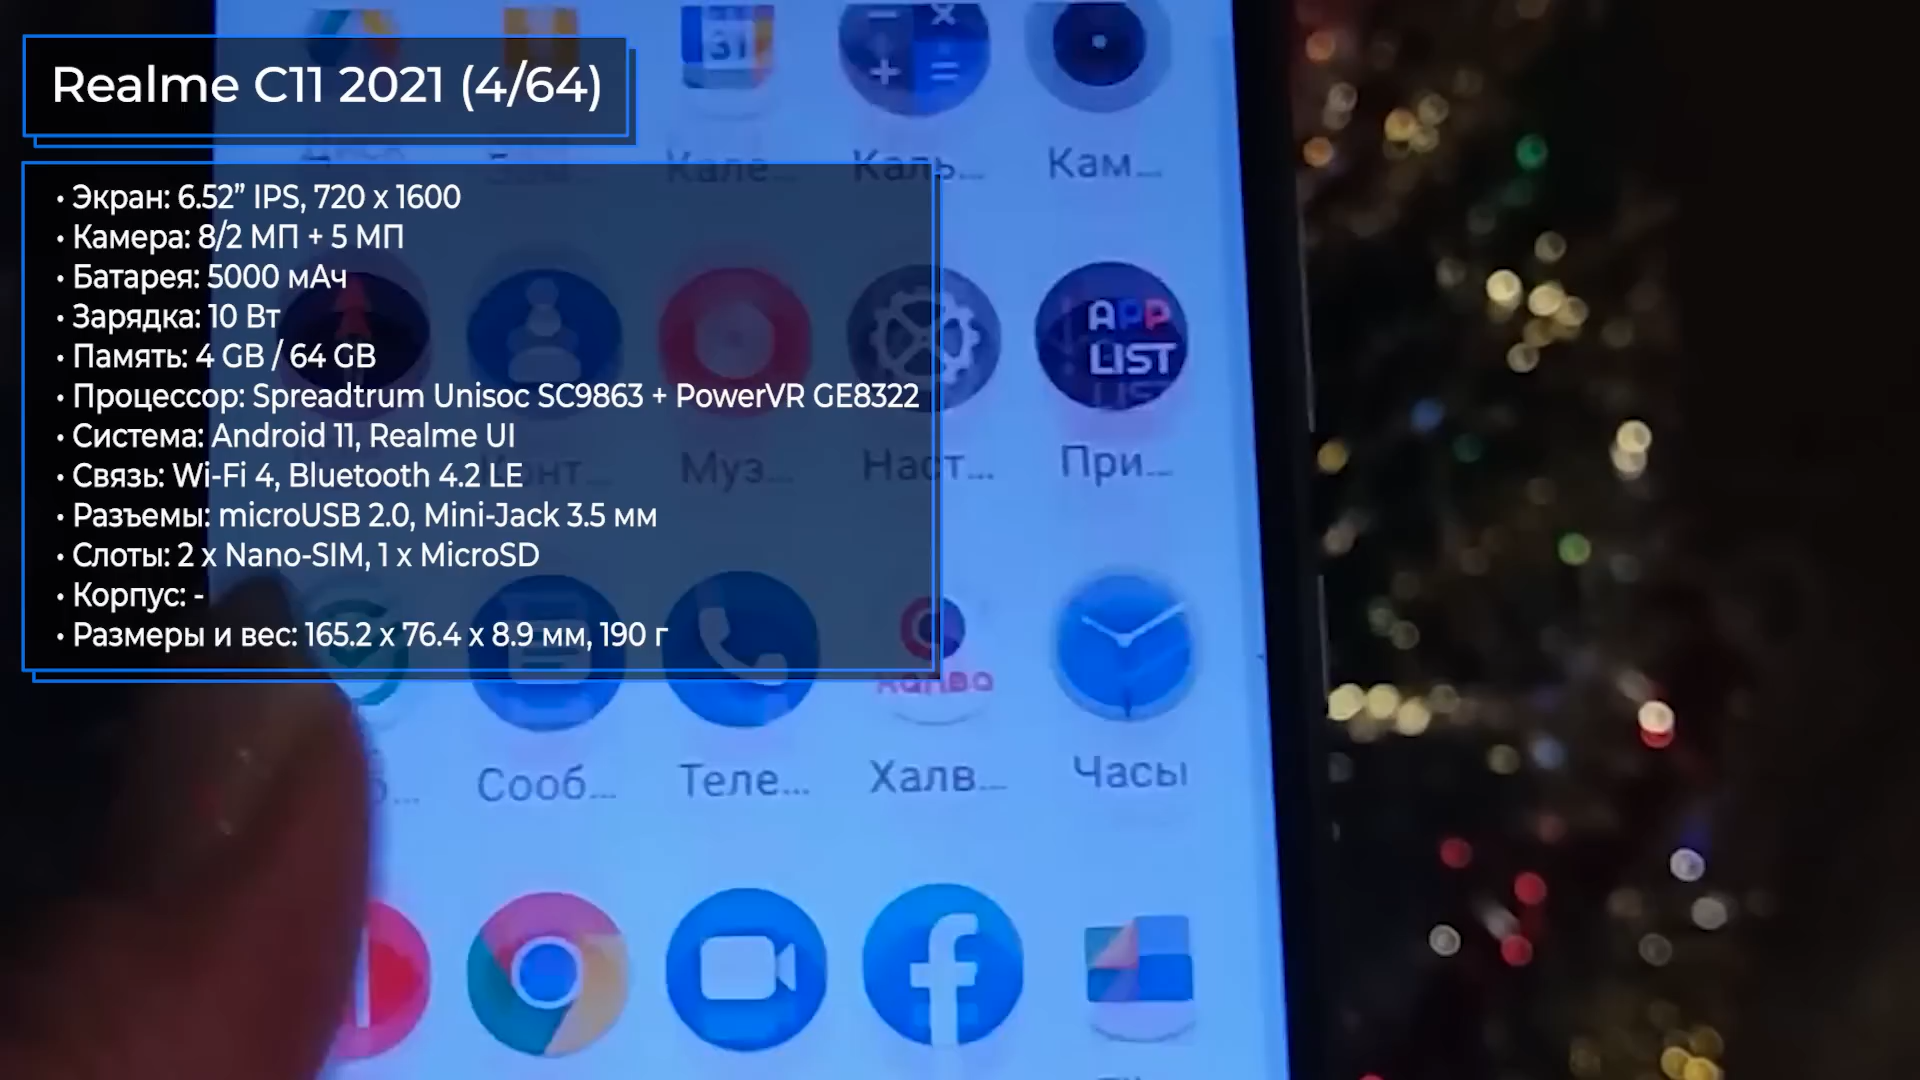 Realme C11 2021 (4/64)
• Экран: 6.52” IPS, 720 x 1600
• Камера: 8/2 МП + 5 МП
• Батарея: 5000 мАч
• Зарядка: 10 Вт
• Память: 4 GB / 64 GB
• Процессор: Spreadtrum Unisoc SC9863 + PowerVR GE8322
• Система: Android 11, Realme UI
• Связь: Wi-Fi 4, Bluetooth 4.2 LE
• Разъемы: microUSB 2.0, Mini-Jack 3.5 мм
• Слоты: 2 x Nano-SIM, 1 x MicroSD
• Корпус: -
• Размеры и вес: 165.2 x 76.4 x 8.9 мм, 190 г
31
Кале... Каль... Кам...
APP
LIST
Муз... Наст... При...
халва
Сооб... Теле... Халв... Часы